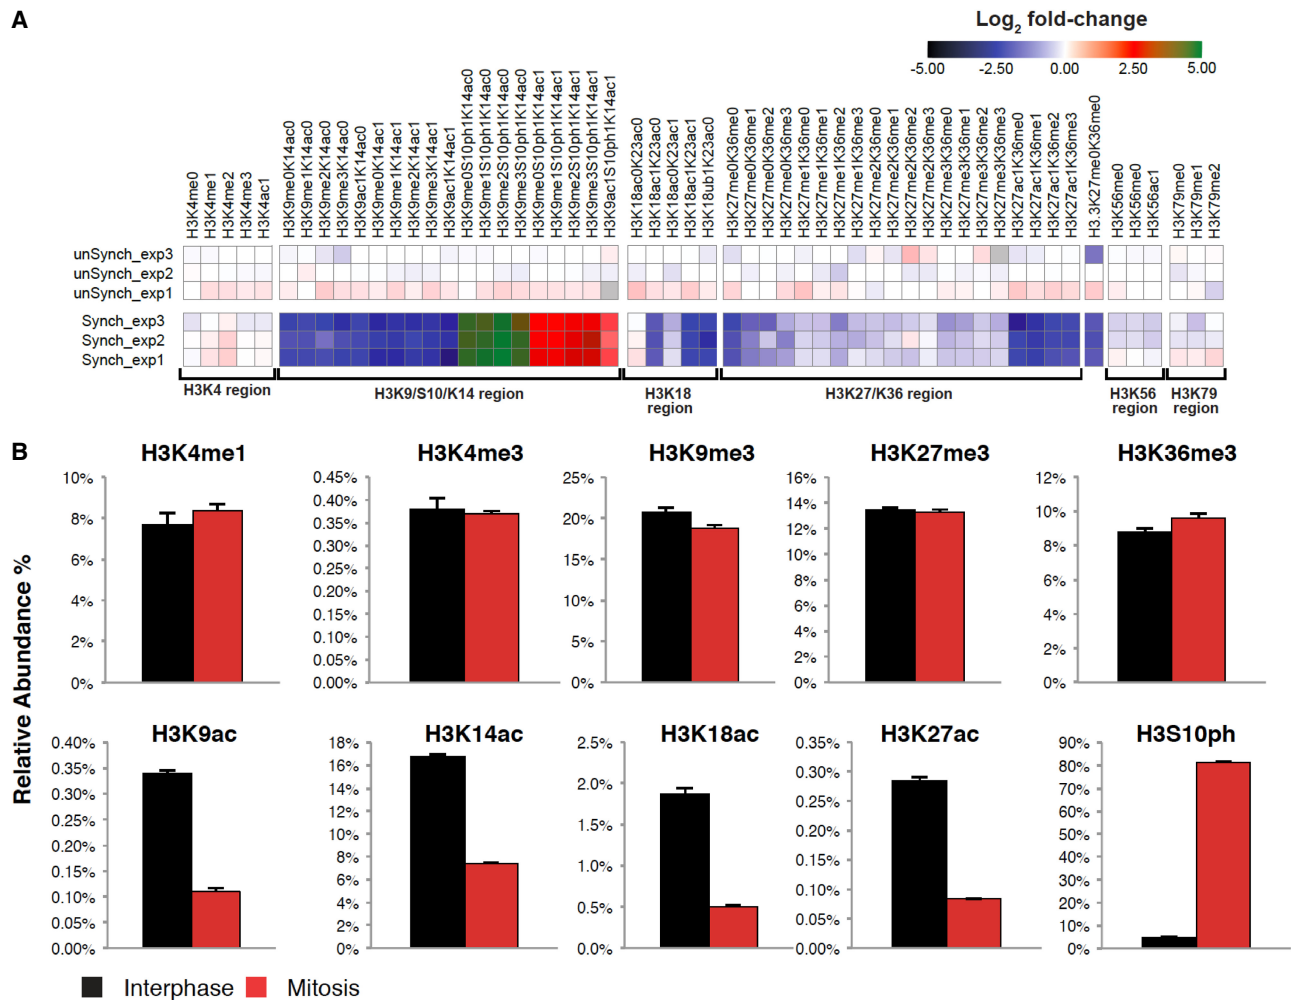 A
Log2 fold-change
-5.00 -2.50 0.00 2.50 5.00
H3K4me0
H3K4me1
H3K4me2
H3K4me3
H3K4ac1
H3K9me0K14ac0
H3K9me1K14ac0
H3K9me2K14ac0
H3K9me3K14ac0
H3K9ac1K14ac0
H3K9me0K14ac1
H3K9me1K14ac1
H3K9me2K14ac1
H3K9me3K14ac1
H3K9ac1K14ac1
H3K9me0S10ph1K14ac0
H3K9me1S10ph1K14ac0
H3K9me2S10ph1K14ac0
H3K9me3S10ph1K14ac0
H3K9me0S10ph1K14ac1
H3K9me1S10ph1K14ac1
H3K9me2S10ph1K14ac1
H3K9me3S10ph1K14ac1
H3K9ac1S10ph1K14ac1
H3K18ac0K23ac0
H3K18ac1K23ac0
H3K18ac0K23ac1
H3K18ac1K23ac1
H3K18ub1K23ac0
H3K27me0K36me0
H3K27me0K36me1
H3K27me0K36me2
H3K27me0K36me3
H3K27me1K36me0
H3K27me1K36me1
H3K27me1K36me2
H3K27me1K36me3
H3K27me2K36me0
H3K27me2K36me1
H3K27me2K36me2
H3K27me2K36me3
H3K27me3K36me0
H3K27me3K36me1
H3K27me3K36me2
H3K27me3K36me3
H3K27ac1K36me0
H3K27ac1K36me1
H3K27ac1K36me2
H3K27ac1K36me3
H3.3K27me0K36me0
H3K56me0
H3K56me0
H3K56ac1
H3K79me0
H3K79me1
H3K79me2
unSynch_exp3
unSynch_exp2
unSynch_exp1
Synch_exp3
Synch_exp2
Synch_exp1
H3K4 region
H3K9/S10/K14 region
H3K18
region
H3K27/K36 region
H3K56
region
H3K79
region
B
Relative Abundance %
H3K4me1
10%
8%
6%
4%
2%
0%
H3K4me3
0.45%
0.40%
0.35%
0.30%
0.25%
0.20%
0.15%
0.10%
0.05%
0.00%
H3K9me3
25%
20%
15%
10%
5%
0%
H3K27me3
16%
14%
12%
10%
8%
6%
4%
2%
0%
H3K36me3
12%
10%
8%
6%
4%
2%
0%
H3K9ac
0.40%
0.35%
0.30%
0.25%
0.20%
0.15%
0.10%
0.05%
0.00%
H3K14ac
18%
16%
14%
12%
10%
8%
6%
4%
2%
0%
H3K18ac
2.5%
2.0%
1.5%
1.0%
0.5%
0.0%
H3K27ac
0.35%
0.30%
0.25%
0.20%
0.15%
0.10%
0.05%
0.00%
H3S10ph
90%
80%
70%
60%
50%
40%
30%
20%
10%
0%
Interphase Mitosis